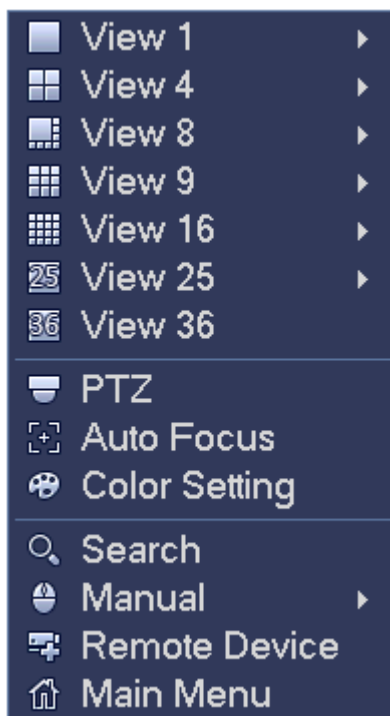 View 1
View 4
View 8
View 9
View 16
25 View 25
36 View 36
PTZ
Auto Focus
Color Setting
Search
Manual
Remote Device
Main Menu